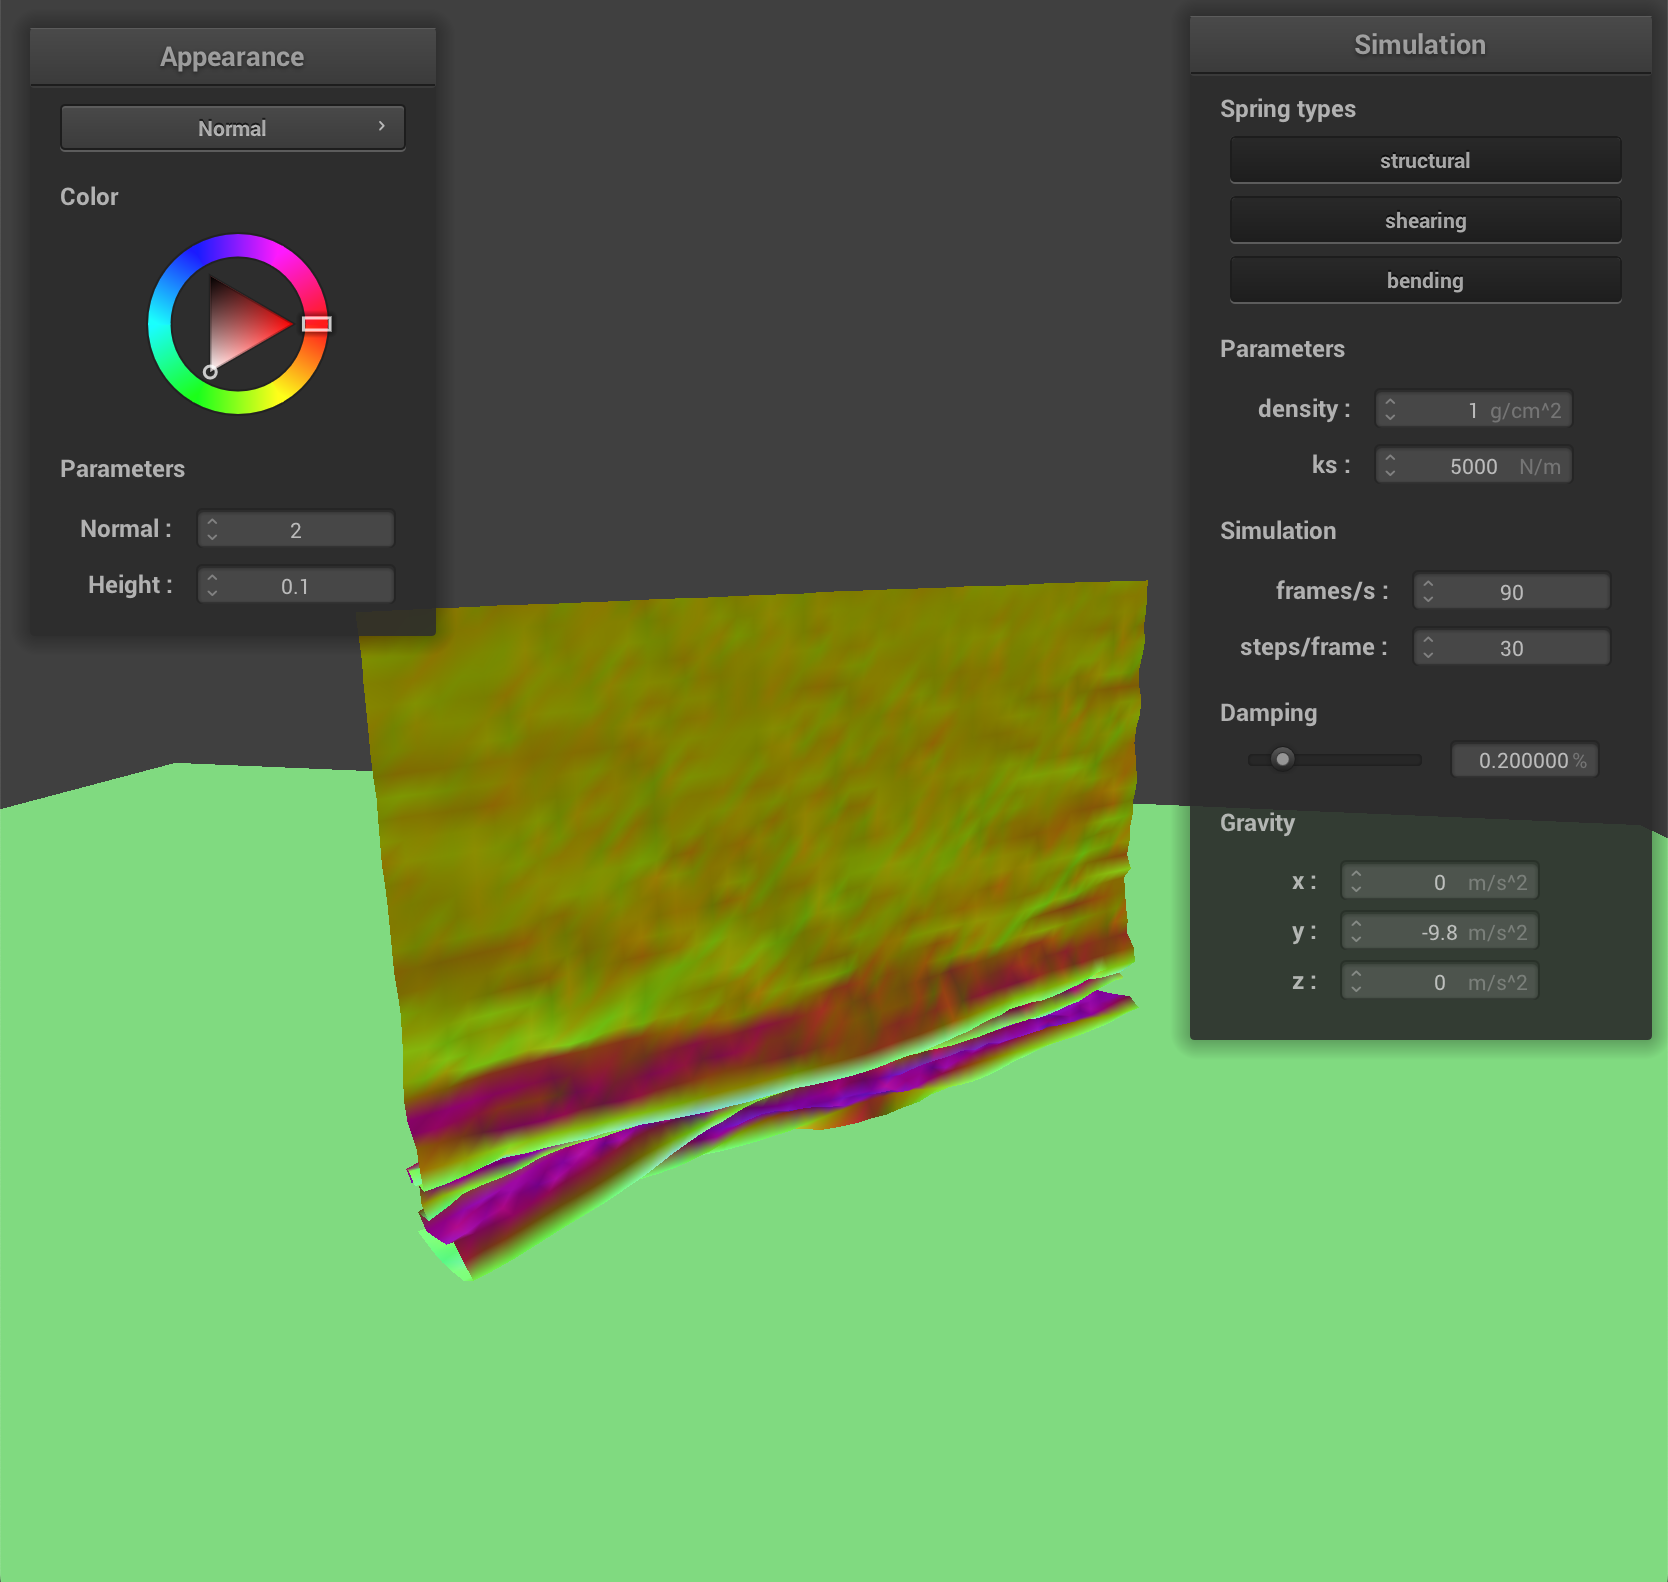 Appearance
Normal
Color
Parameters
Normal : 2
Height : 0.1
Simulation
Spring types
structural
shearing
bending
Parameters
density : 1 g/cm^2
ks : 5000 N/m
Simulation
frames/s : 90
steps/frame : 30
Damping
0.200000 %
Gravity
x : 0 m/s^2
y : -9.8 m/s^2
z : 0 m/s^2